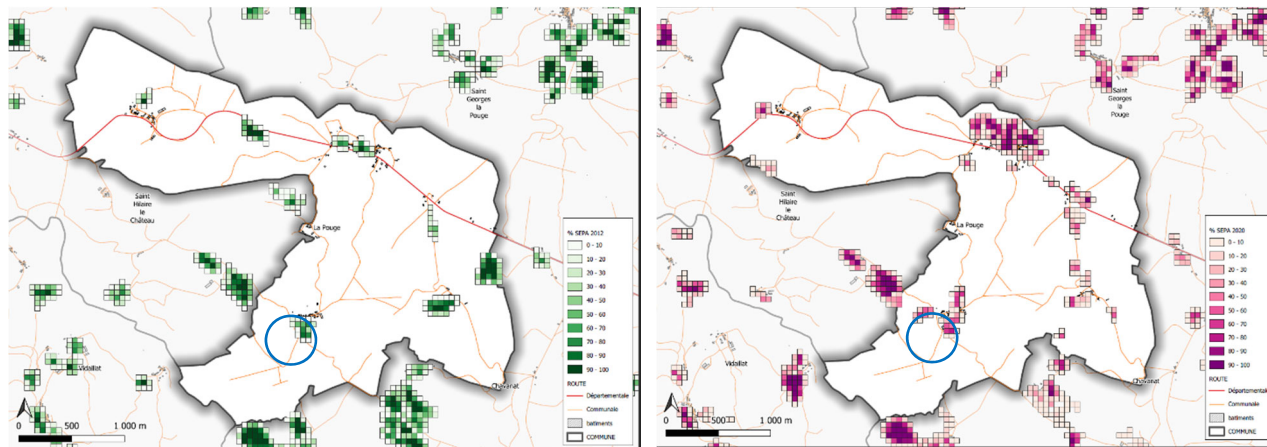 Saint
Georges
la
Pouge
Saint
Hilaire
le
Château
La Pouge
Vidaillat
Chavanat
% SEPA 2012
0 - 10
10 - 20
20 - 30
30 - 40
40 - 50
50 - 60
60 - 70
70 - 80
80 - 90
90 - 100
ROUTE
Départementale
Communale
batiments
COMMUNE
0 500 1 000 m
Saint
Georges
la
Pouge
Saint
Hilaire
le
Château
La Pouge
Vidaillat
Chavanat
% SEPA 2020
0 - 10
10 - 20
20 - 30
30 - 40
40 - 50
50 - 60
60 - 70
70 - 80
80 - 90
90 - 100
ROUTE
Départementale
Communale
batiments
COMMUNE
0 500 1 000 m